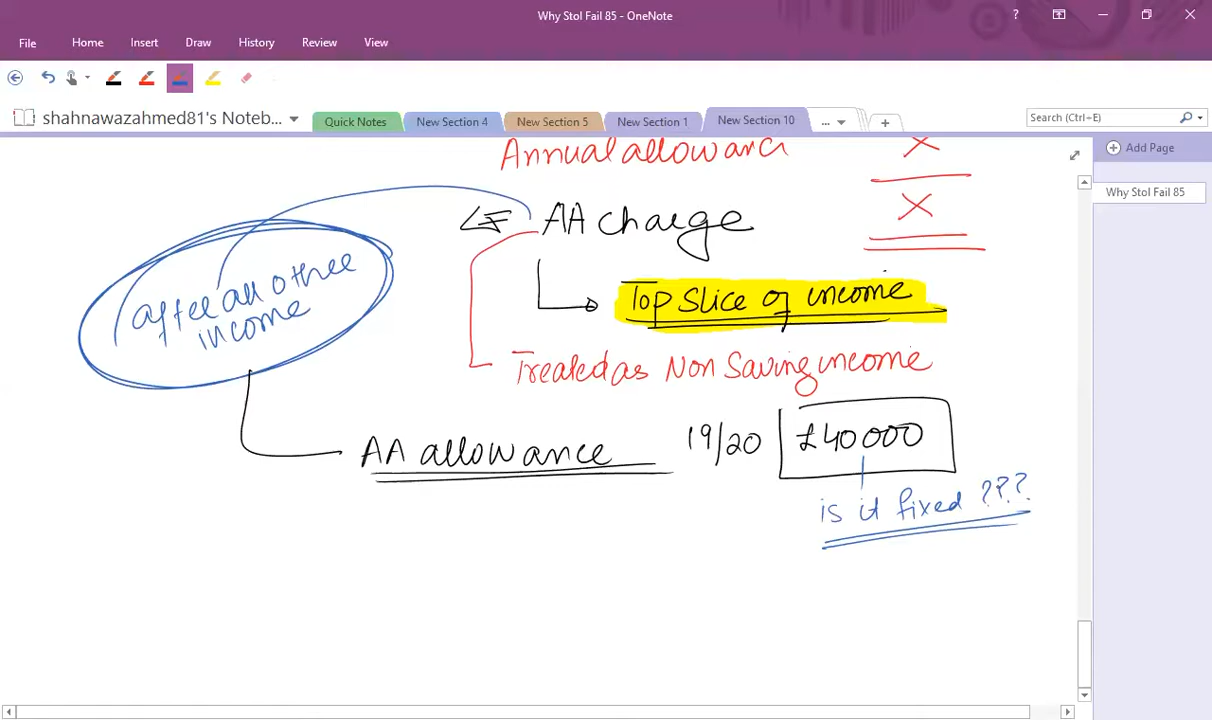 Why Stol Fail 85 - OneNote
?
File Home Insert Draw History Review View
shahnawazahmed81's Noteb... Quick Notes New Section 4 New Section 5 New Section 1 New Section 10 ... Search (Ctrl+E)
Add Page
Why Stol Fail 85
Annual allowance X
X
AA charge
after all other
income
Top Slice of income
Treated as Non Saving income
AA allowance 19/20 £40000
is it fixed ???